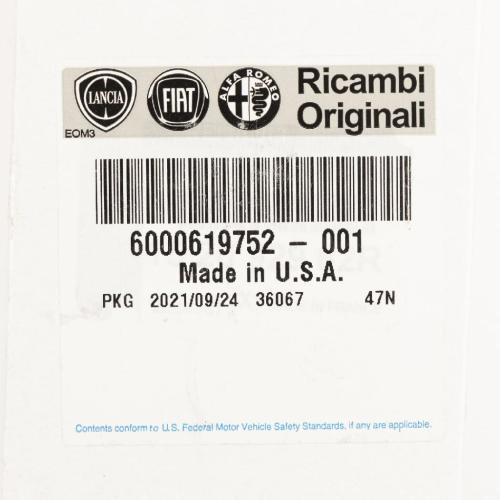 LANCIA FIAT ALFA ROMEO Ricambi
Originali
EOM3
6000619752 - 001
Made in U.S.A.
PKG 2021/09/24 36067 47N
Contents conform to U.S. Federal Motor Vehicle Safety Standards, if any are applicable.